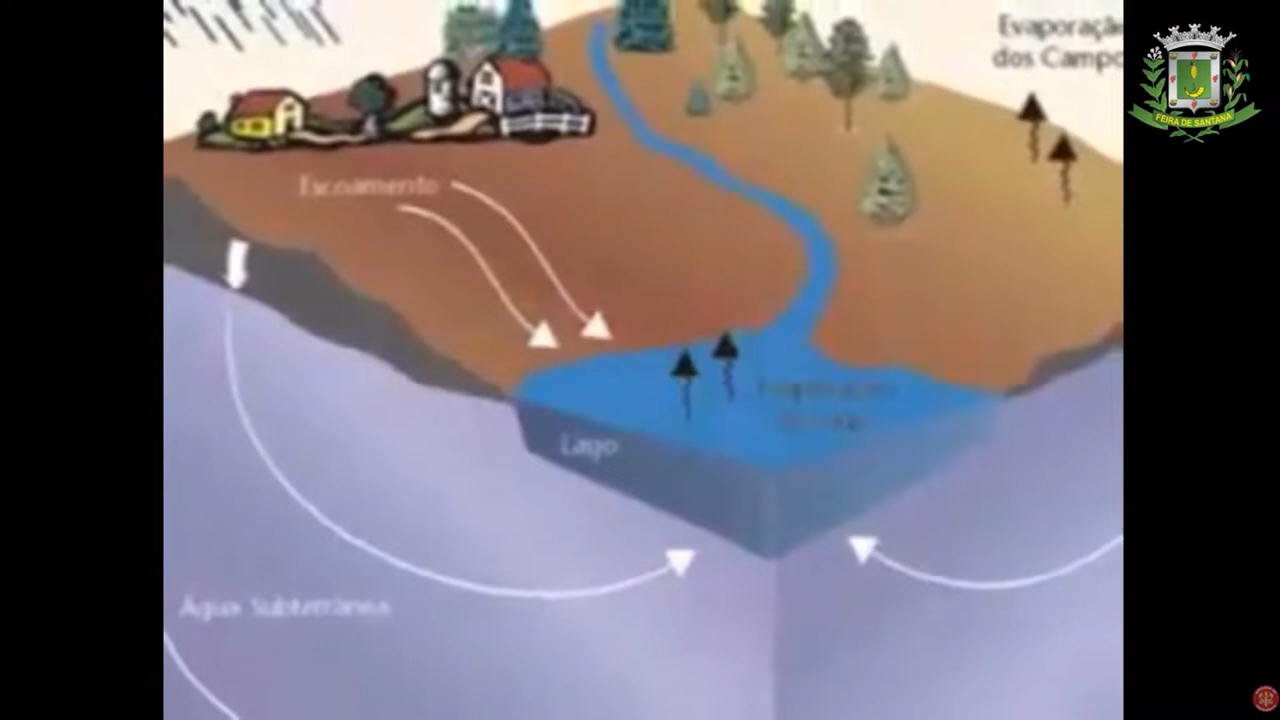 Evaporação
dos Campo
FEIRA DE SANTANA
Escoamento
Lago
Água Subterrânea